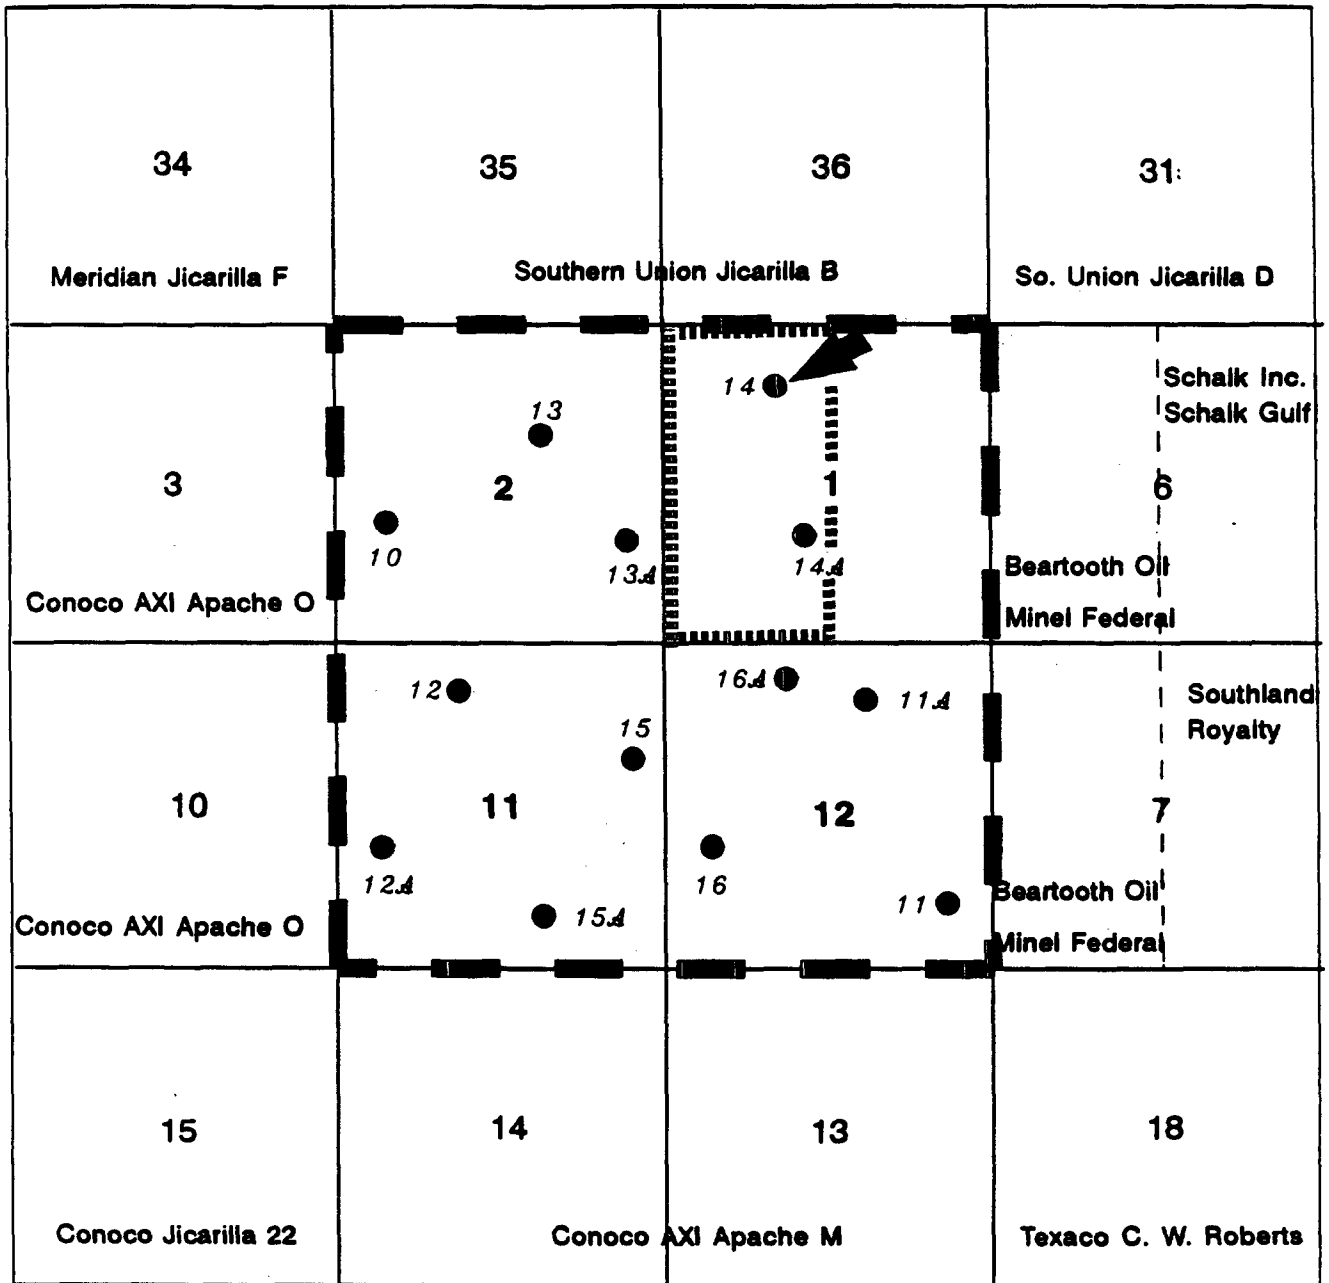 34
35
36
31
Meridian Jicarilla F
Southern Union Jicarilla B
So. Union Jicarilla D
Schalk Inc.
Schalk Gulf
14
13
3
2
1
6
10
13A
14A
Beartooth Oil
Minel Federal
Conoco AXI Apache O
12
16A
11A
Southland
Royalty
15
10
11
12
7
12A
16
11
Beartooth Oil
15A
Conoco AXI Apache O
Minel Federal
15
14
13
18
Conoco Jicarilla 22
Conoco AXI Apache M
Texaco C. W. Roberts